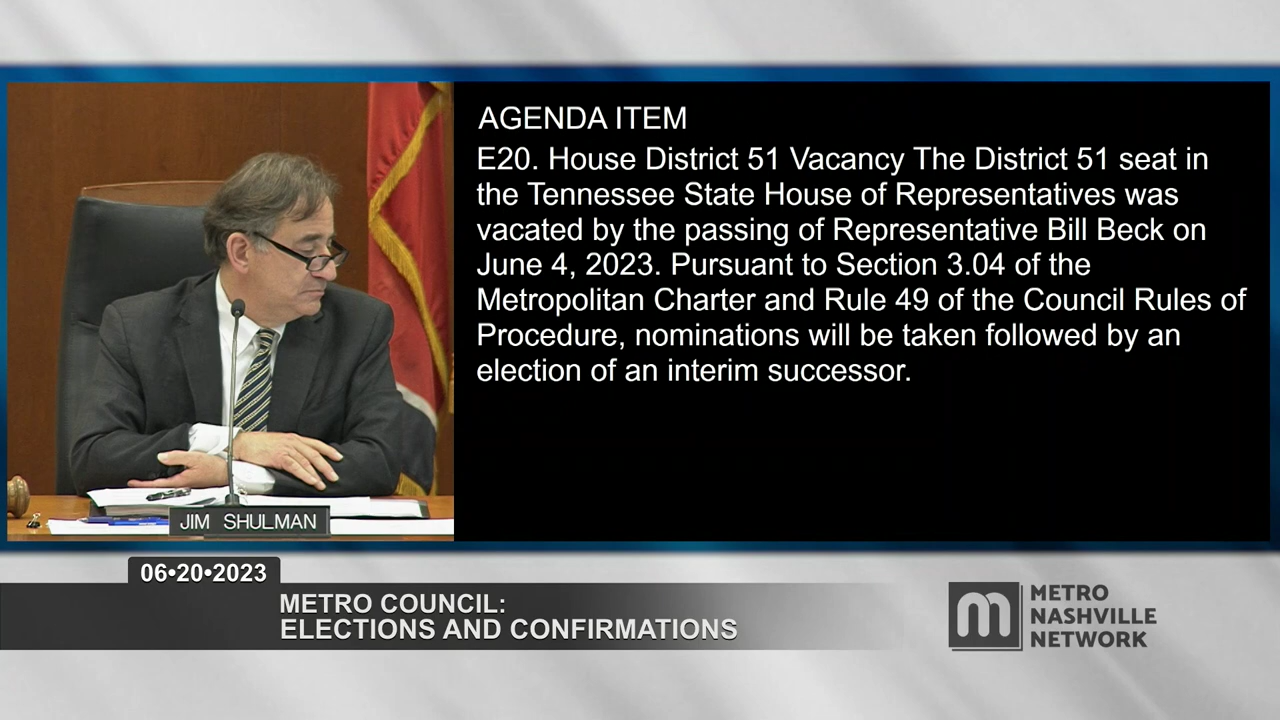 AGENDA ITEM
E20. House District 51 Vacancy The District 51 seat in
the Tennessee State House of Representatives was
vacated by the passing of Representative Bill Beck on
June 4, 2023. Pursuant to Section 3.04 of the
Metropolitan Charter and Rule 49 of the Council Rules of
Procedure, nominations will be taken followed by an
election of an interim successor.
JIM SHULMAN
06•20•2023
METRO COUNCIL:
ELECTIONS AND CONFIRMATIONS
m
METRO
NASHVILLE
NETWORK